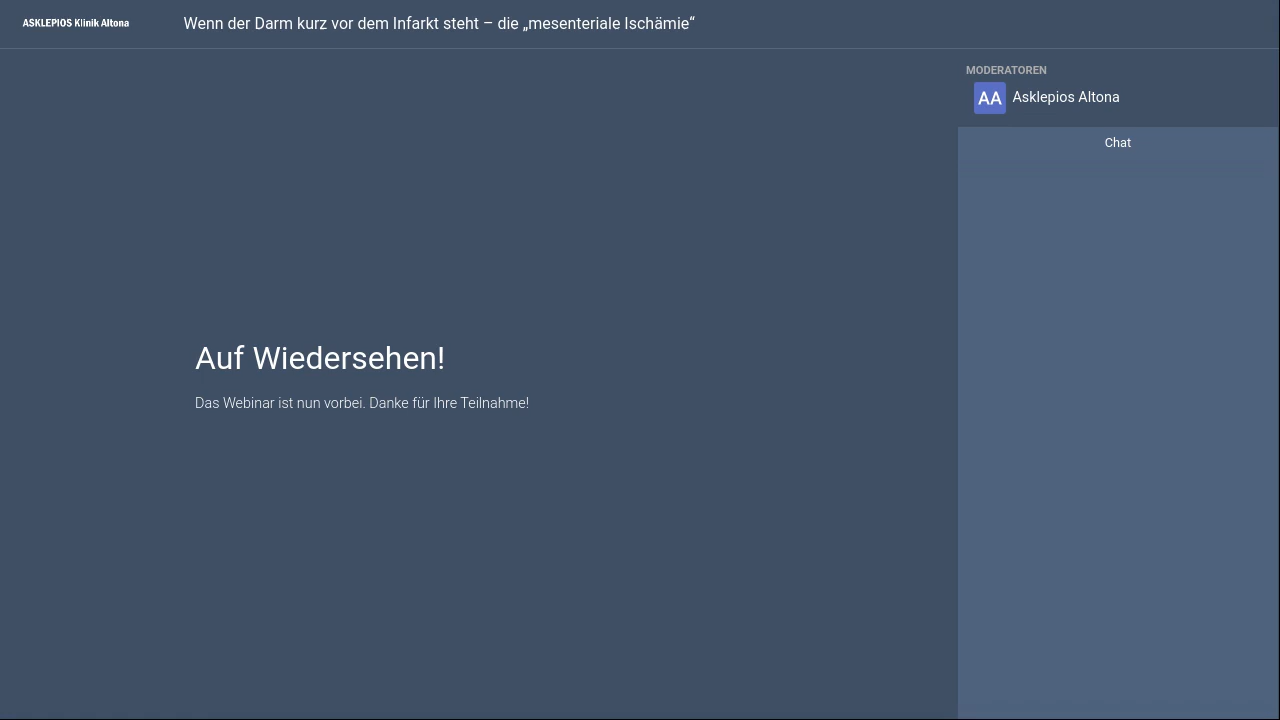 ASKLEPIOS Klinik Altona
Wenn der Darm kurz vor dem Infarkt steht – die „mesenteriale Ischämie“
MODERATOREN
AA
Asklepios Altona
Chat
Auf Wiedersehen!
Das Webinar ist nun vorbei. Danke für Ihre Teilnahme!